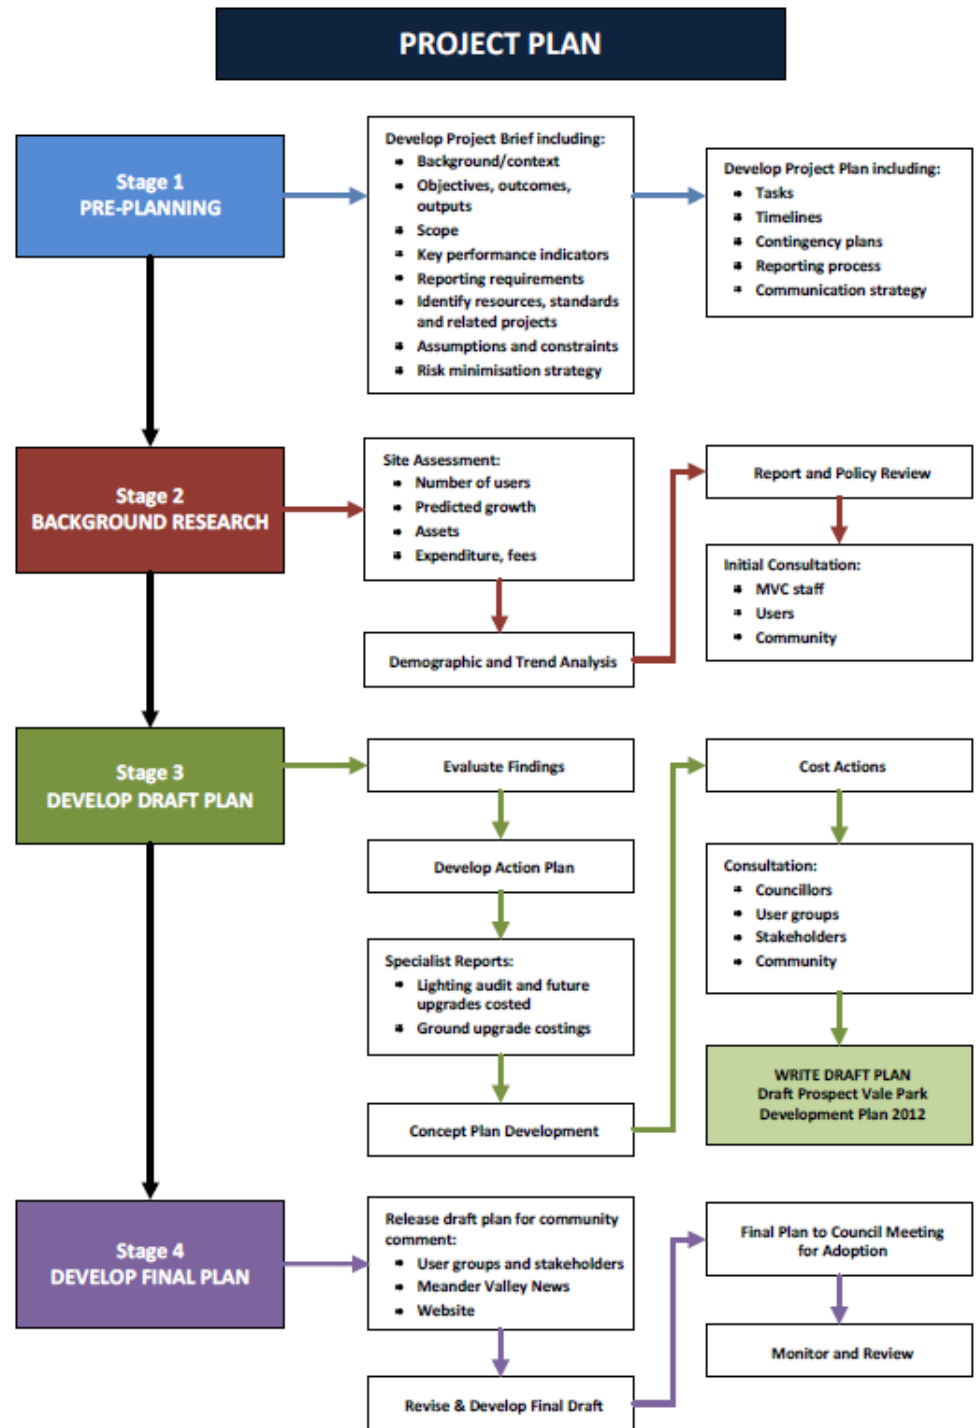 PROJECT PLAN
Stage 1
PRE-PLANNING
Develop Project Brief including:
Background/context
Objectives, outcomes,
outputs
Scope
Key performance indicators
Reporting requirements
Identify resources, standards
and related projects
Assumptions and constraints
Risk minimisation strategy
Develop Project Plan including:
Tasks
Timelines
Contingency plans
Reporting process
Communication strategy
Stage 2
BACKGROUND RESEARCH
Site Assessment:
Number of users
Predicted growth
Assets
Expenditure, fees
Demographic and Trend Analysis
Report and Policy Review
Initial Consultation:
MVC staff
Users
Community
Stage 3
DEVELOP DRAFT PLAN
Evaluate Findings
Develop Action Plan
Specialist Reports:
Lighting audit and future
upgrades costed
Ground upgrade costings
Concept Plan Development
Cost Actions
Consultation:
Councillors
User groups
Stakeholders
Community
WRITE DRAFT PLAN
Draft Prospect Vale Park
Development Plan 2012
Stage 4
DEVELOP FINAL PLAN
Release draft plan for community
comment:
User groups and stakeholders
Meander Valley News
Website
Revise & Develop Final Draft
Final Plan to Council Meeting
for Adoption
Monitor and Review